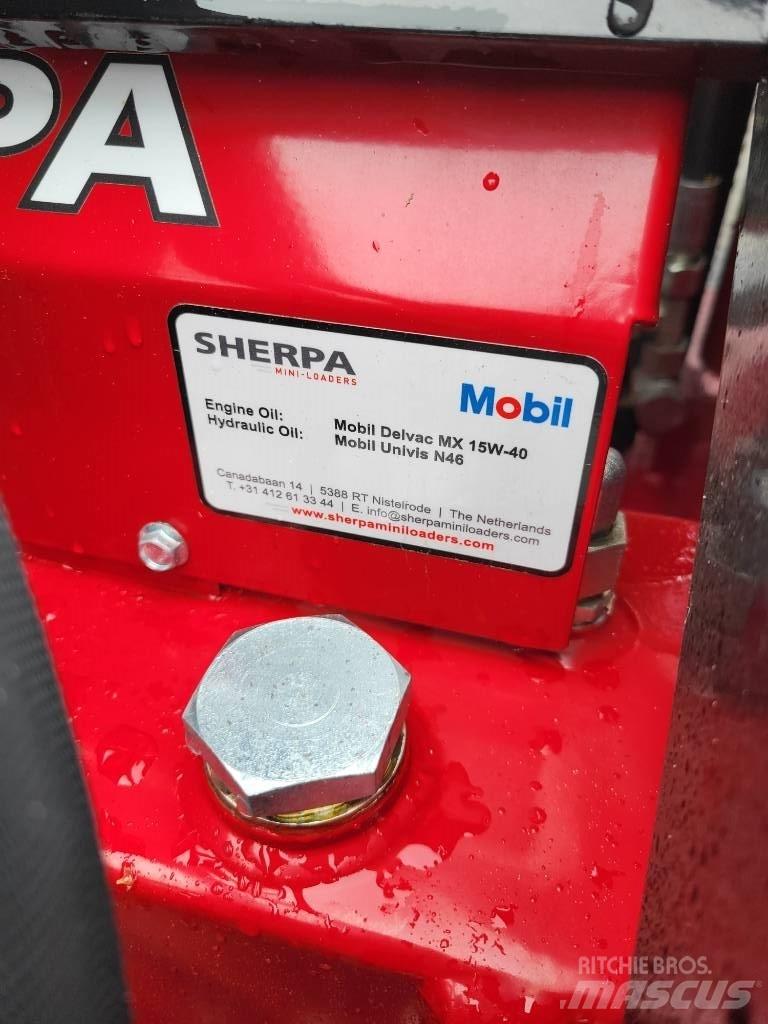 PA
SHERPA
MINI-LOADERS
Mobil
Engine Oil: Mobil Delvac MX 15W-40
Hydraulic Oil: Mobil Univis N46
Canadabaan 14 | 5388 RT Nistelrode | The Netherlands
T. +31 412 61 33 44 | E. info@sherpaminiloaders.com
www.sherpaminiloaders.com
RITCHIE BROS.
MASCUS